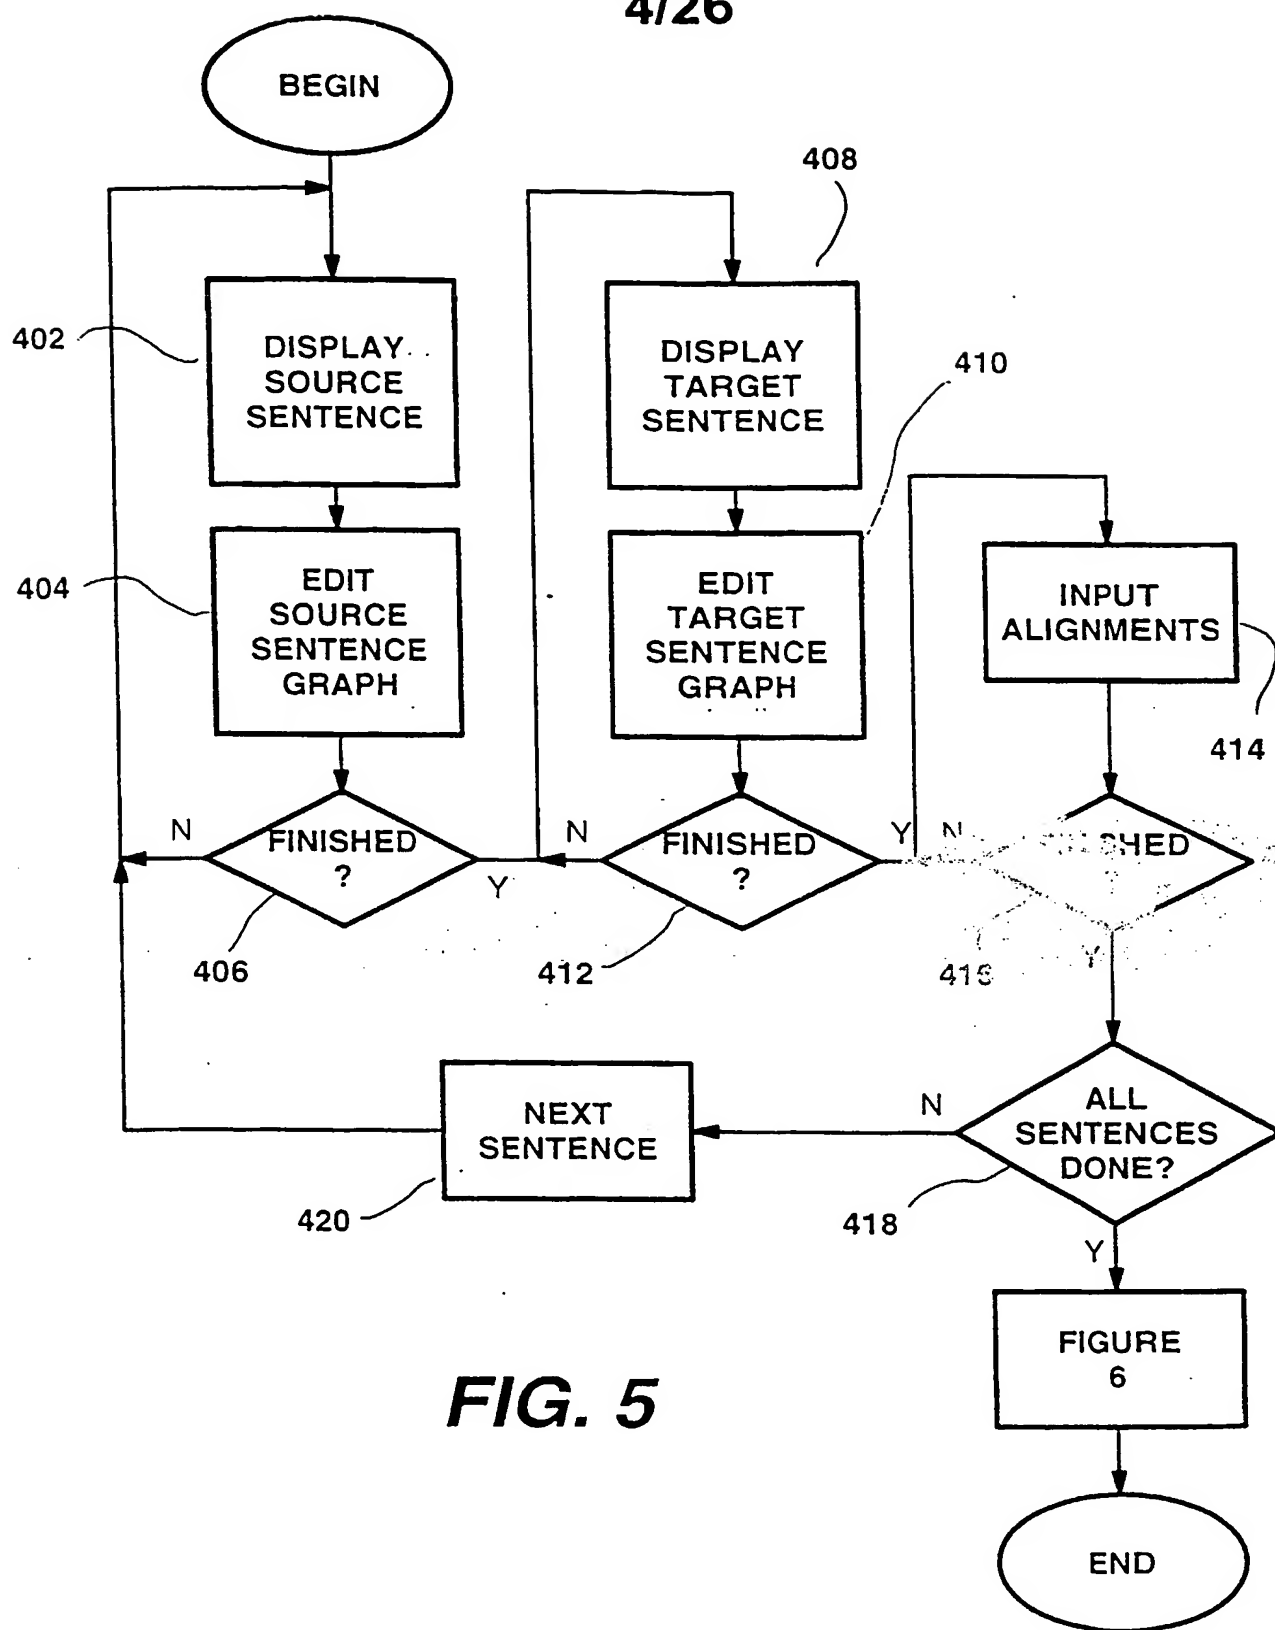 4/26
BEGIN
408
402
DISPLAY
SOURCE
SENTENCE
DISPLAY
TARGET
SENTENCE
410
404
EDIT
SOURCE
SENTENCE
GRAPH
EDIT
TARGET
SENTENCE
GRAPH
INPUT
ALIGNMENTS
414
N
FINISHED
?
Y
406
N
FINISHED
?
Y
412
N
Y
NEXT
SENTENCE
420
N
ALL
SENTENCES
DONE?
418
Y
FIGURE
6
FIG. 5
END